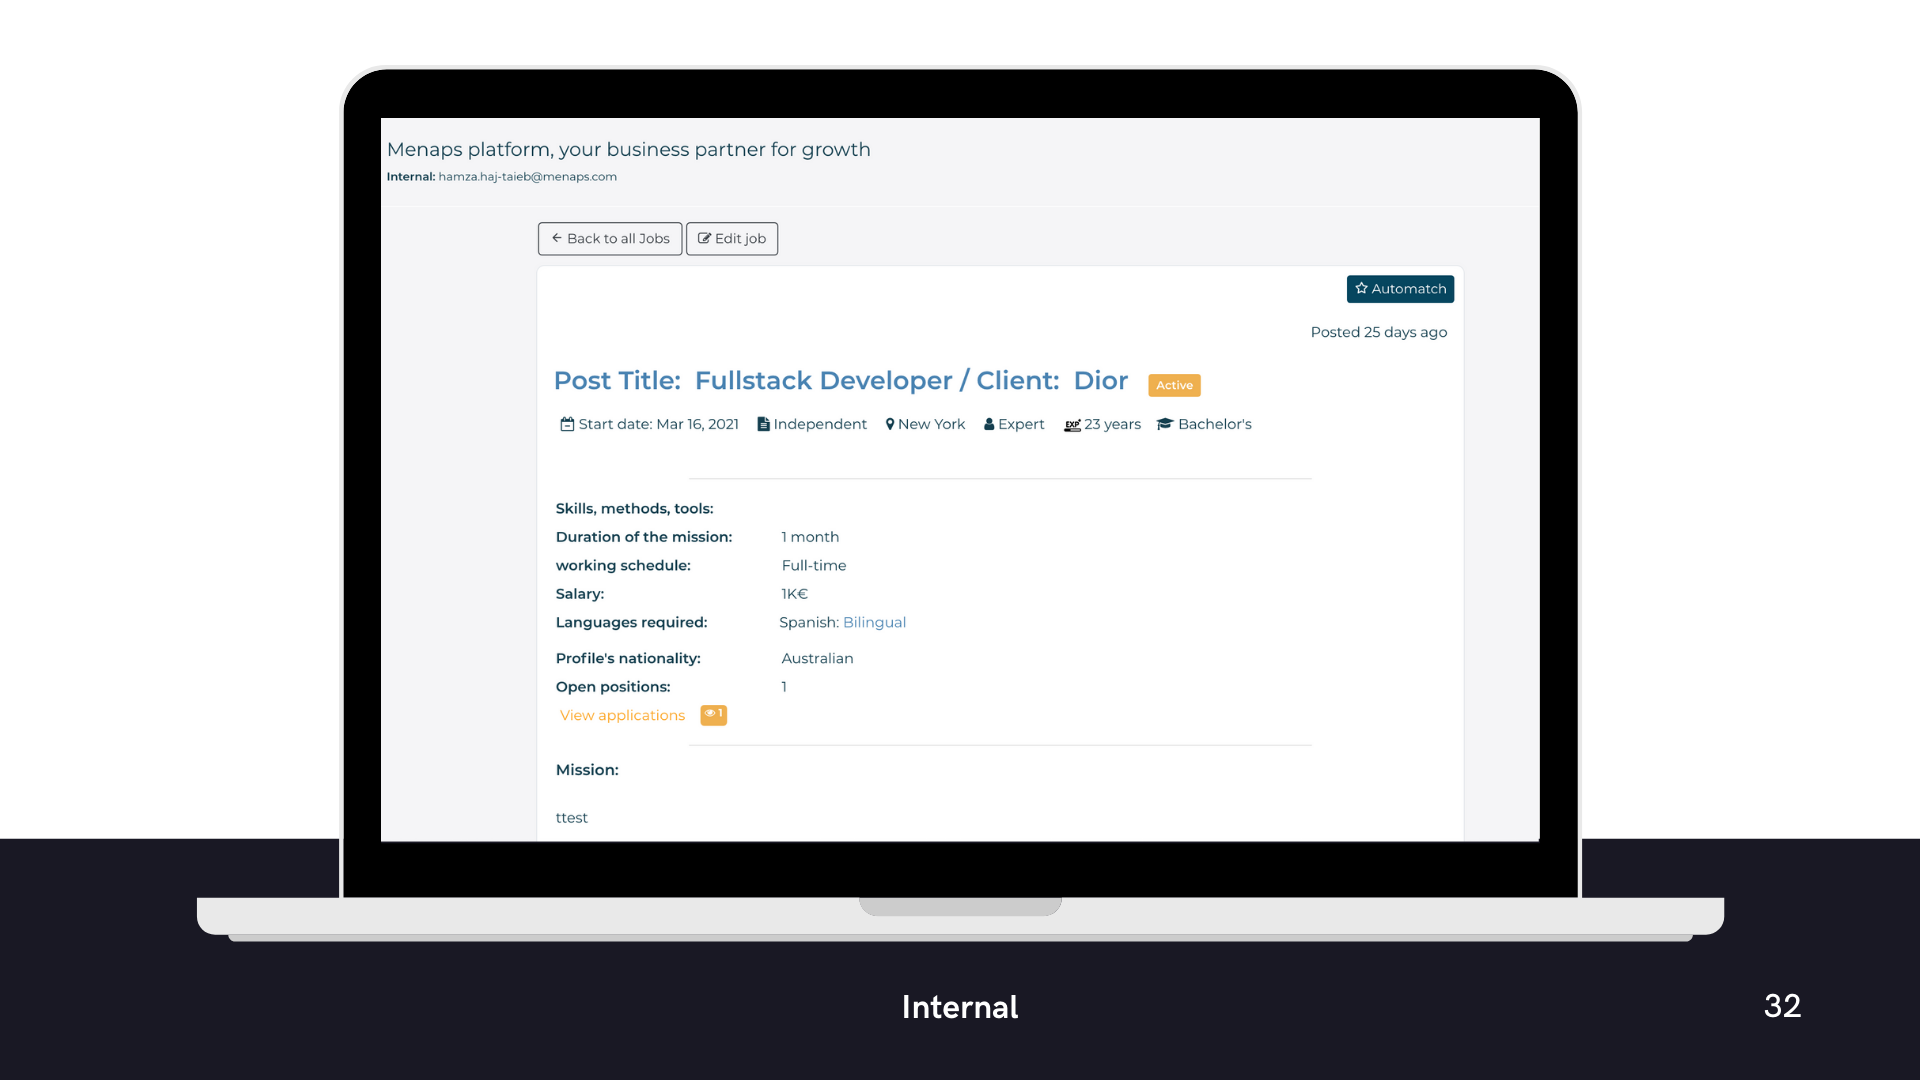 Menaps platform, your business partner for growth
Internal: hamza.haj-taieb@menaps.com
Back to all Jobs Edit job
Automatch
Posted 25 days ago
Post Title: Fullstack Developer / Client: Dior Active
Start date: Mar 16, 2021 Independent New York Expert EXP 23 years Bachelor's
Skills, methods, tools:
Duration of the mission: 1 month
working schedule: Full-time
Salary: 1K€
Languages required: Spanish: Bilingual
Profile's nationality: Australian
Open positions: 1
View applications 1
Mission:
ttest
Internal
32